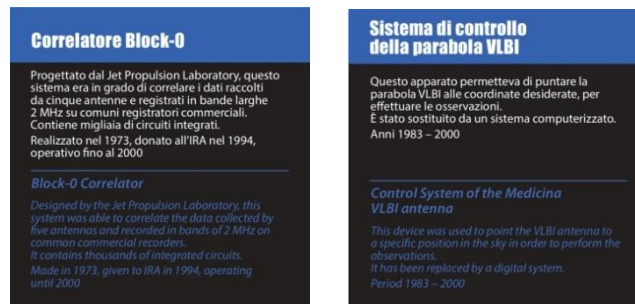 Correlatore Block-0
Progettato dal Jet Propulsion Laboratory, questo
sistema era in grado di correlare i dati raccolti
da cinque antenne e registrati in bande larghe
2 MHz su comuni registratori commerciali.
Contiene migliaia di circuiti integrati.
Realizzato nel 1973, donato all'IRA nel 1994,
operativo fino al 2000
Block-0 Correlator
Designed by the Jet Propulsion Laboratory, this
system was able to correlate the data collected by
five antennas and recorded in bands of 2 MHz on
common commercial recorders.
It contains thousands of integrated circuits.
Made in 1973, given to IRA in 1994, operating
until 2000
Sistema di controllo
della parabola VLBI
Questo apparato permetteva di puntare la
parabola VLBI alle coordinate desiderate, per
effettuare le osservazioni.
È stato sostituito da un sistema computerizzato.
Anni 1983 – 2000
Control System of the Medicina
VLBI antenna
This device was used to point the VLBI antenna to
a specific position in the sky in order to perform the
observations.
It has been replaced by a digital system.
Period 1983 – 2000